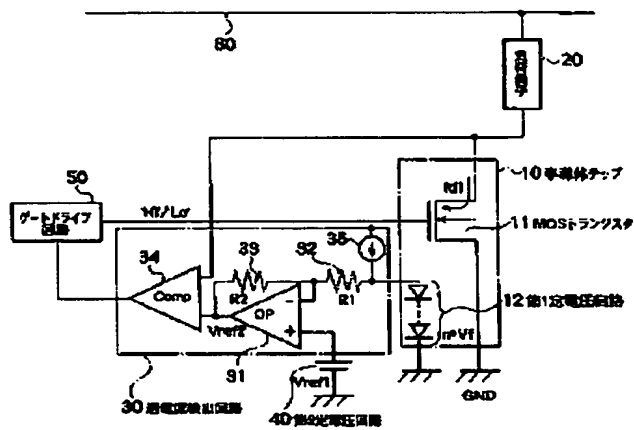 80
20
50
ゲートドライブ
回路
"Hi"/"Lo"
Id1
10 半導体チップ
11 MOSトランジスタ
35
34
Comp
33
R2
32
R1
12 第1定電圧回路
n*Vf
OP
-
+
Vref2
31
Vref1
GND
30 過電流検出回路
40 第2定電圧回路